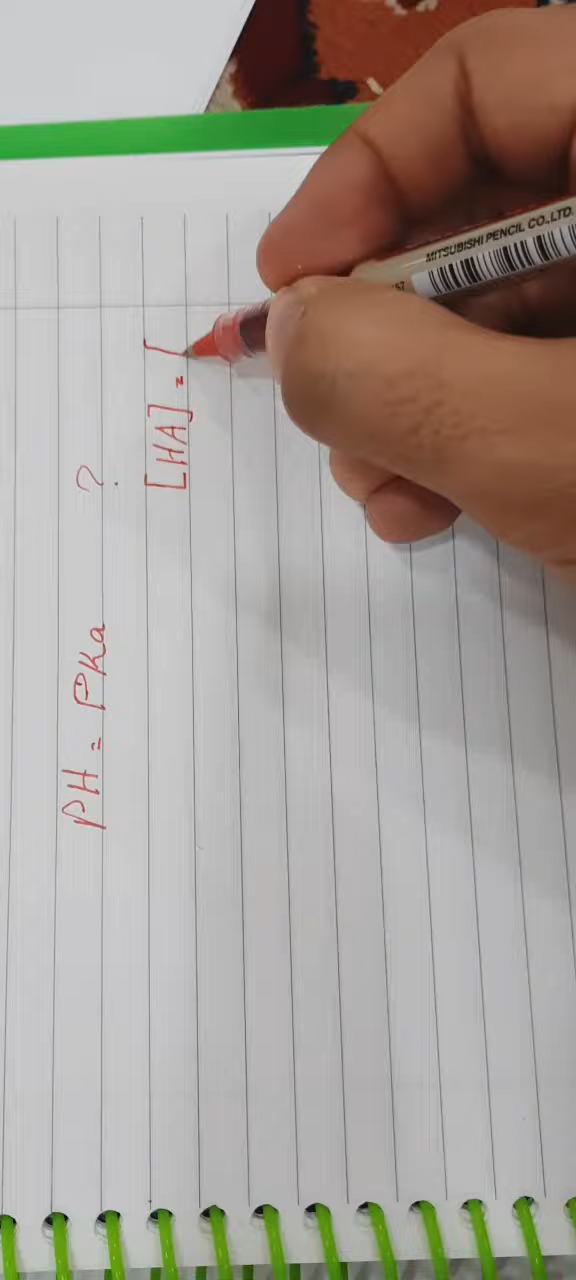 PH = PKa ?
[HA] = [
MITSUBISHI PENCIL CO.,LTD.